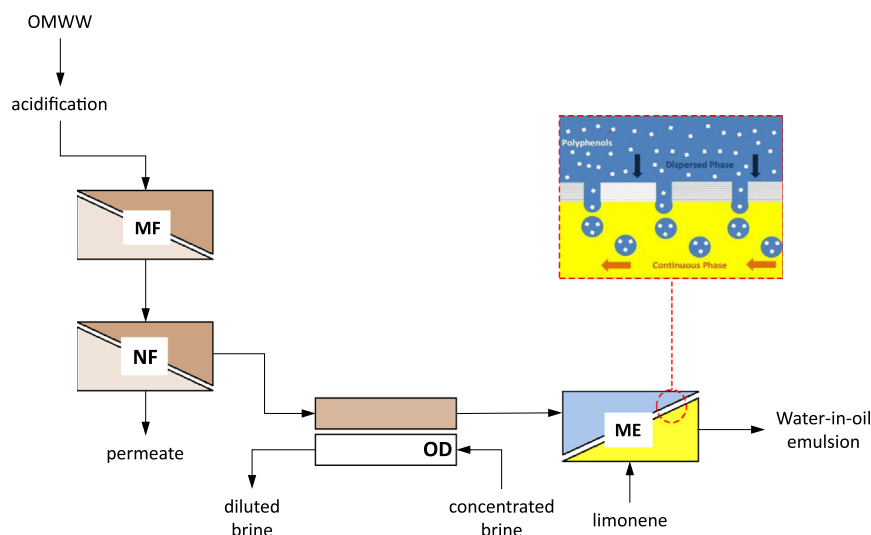 OMWW
acidification
MF
NF
permeate
OD
diluted
brine
concentrated
brine
Polyphenols
Dispersed Phase
Continuous Phase
ME
limonene
Water-in-oil
emulsion